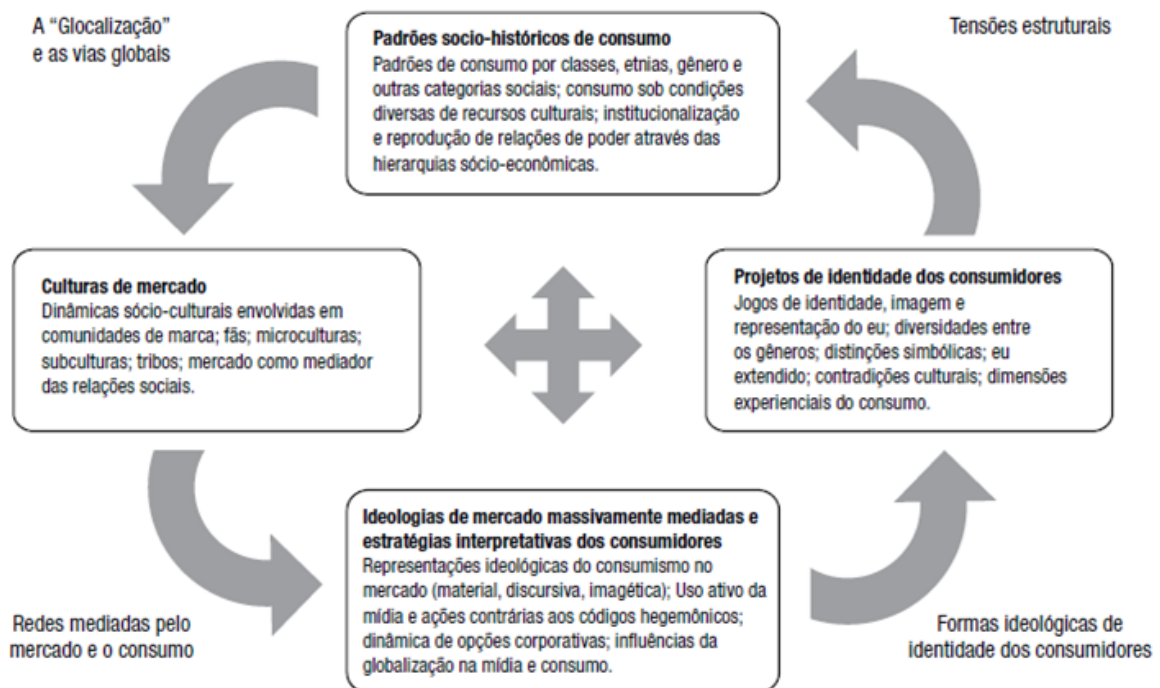 A “Glocalização”
e as vias globais
Padrões socio-históricos de consumo
Padrões de consumo por classes, etnias, gênero e
outras categorias sociais; consumo sob condições
diversas de recursos culturais; institucionalização
e reprodução de relações de poder através das
hierarquias sócio-econômicas.
Tensões estruturais
Culturas de mercado
Dinâmicas sócio-culturais envolvidas em
comunidades de marca; fãs; microculturas;
subculturas; tribos; mercado como mediador
das relações sociais.
Projetos de identidade dos consumidores
Jogos de identidade, imagem e
representação do eu; diversidades entre
os gêneros; distinções simbólicas; eu
extendido; contradições culturais; dimensões
experienciais do consumo.
Redes mediadas pelo
mercado e o consumo
Ideologias de mercado massivamente mediadas e
estratégias interpretativas dos consumidores
Representações ideológicas do consumismo no
mercado (material, discursiva, imagética); Uso ativo da
mídia e ações contrárias aos códigos hegemônicos;
dinâmica de opções corporativas; influências da
globalização na mídia e consumo.
Formas ideológicas de
identidade dos consumidores